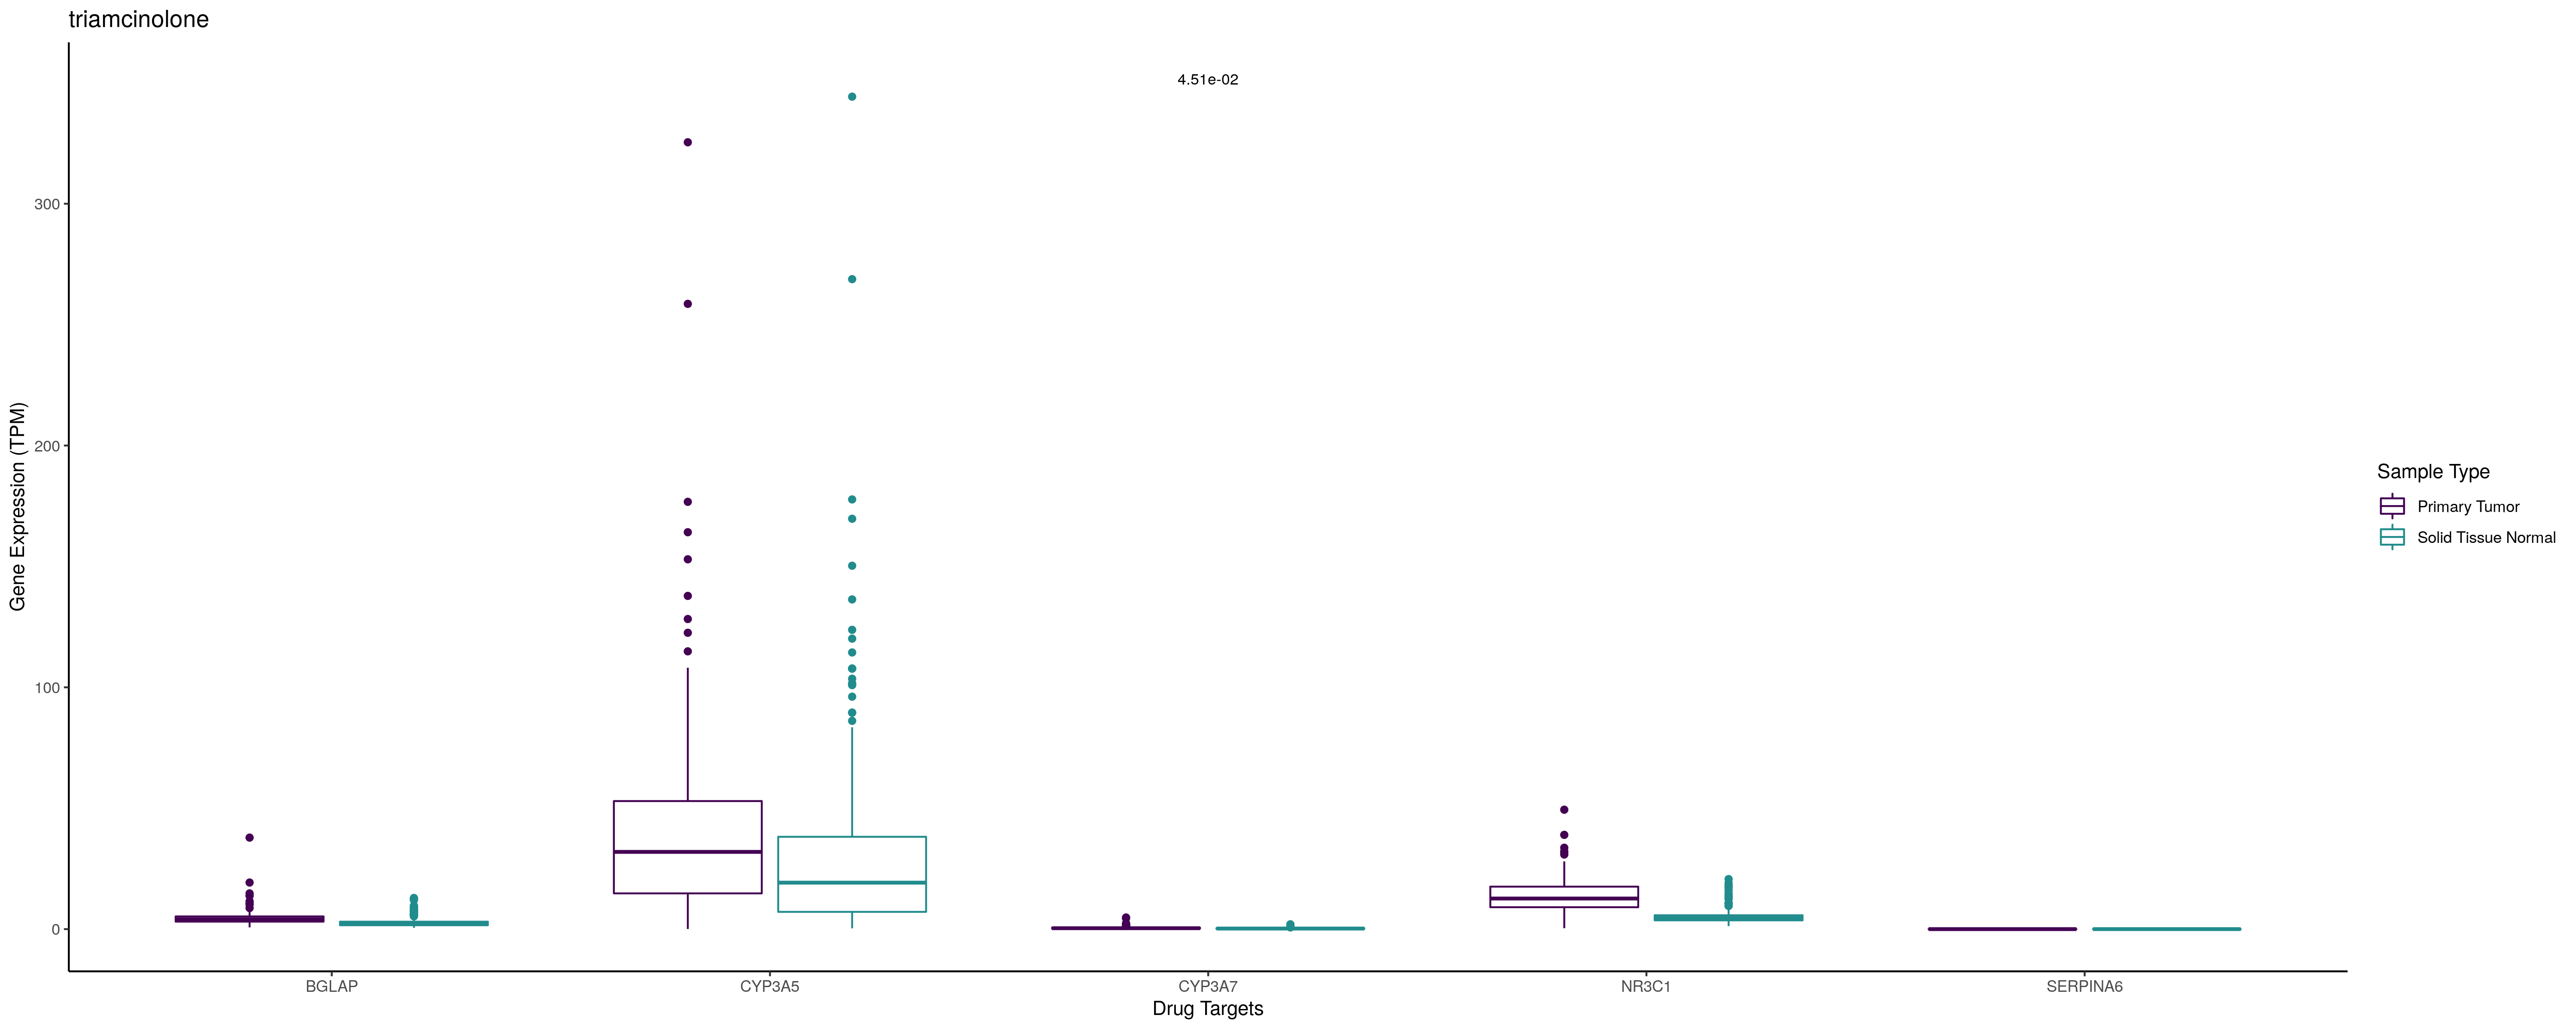 triamcinolone
4.51e-02
300
200
100
0
Gene Expression (TPM)
BGLAP
CYP3A5
CYP3A7
NR3C1
SERPINA6
Drug Targets
Sample Type
Primary Tumor
Solid Tissue Normal